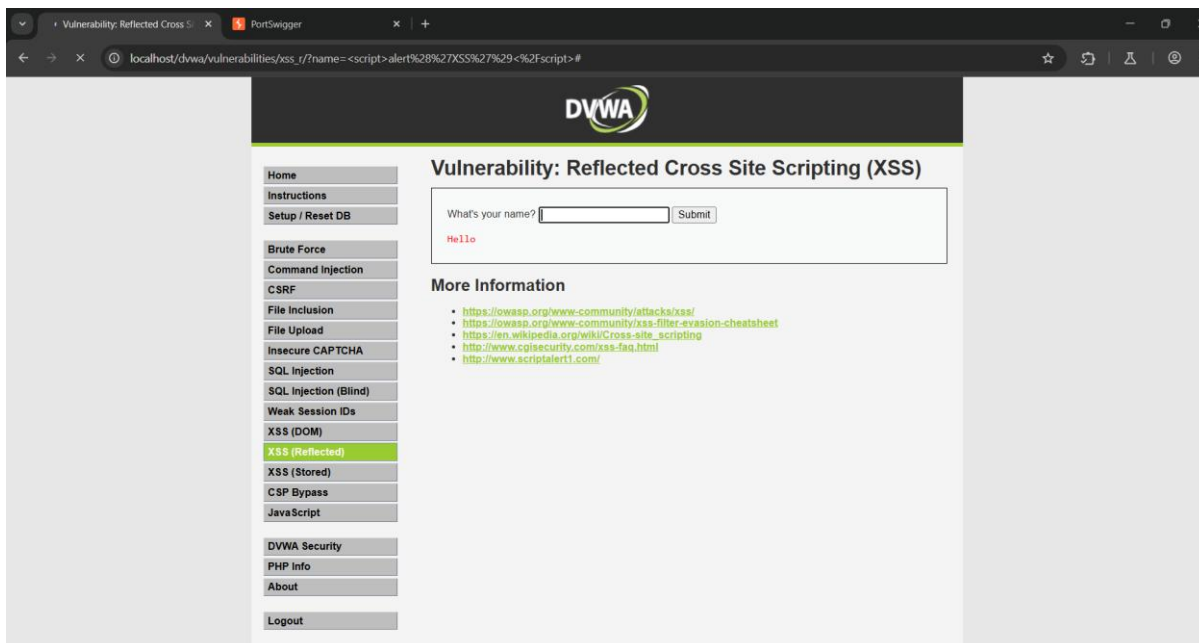 Vulnerability: Reflected Cross S
PortSwigger
localhost/dvwa/vulnerabilities/xss_r/?name=<script>alert%28%27XSS%27%29<%2Fscript>#
DVWA
Home
Instructions
Setup / Reset DB
Brute Force
Command Injection
CSRF
File Inclusion
File Upload
Insecure CAPTCHA
SQL Injection
SQL Injection (Blind)
Weak Session IDs
XSS (DOM)
XSS (Reflected)
XSS (Stored)
CSP Bypass
JavaScript
DVWA Security
PHP Info
About
Logout
Vulnerability: Reflected Cross Site Scripting (XSS)
What's your name? Submit
Hello
More Information
https://owasp.org/www-community/attacks/xss/
https://owasp.org/www-community/xss-filter-evasion-cheatsheet
https://en.wikipedia.org/wiki/Cross-site_scripting
http://www.cgisecurity.com/xss-faq.html
http://www.scriptalert1.com/